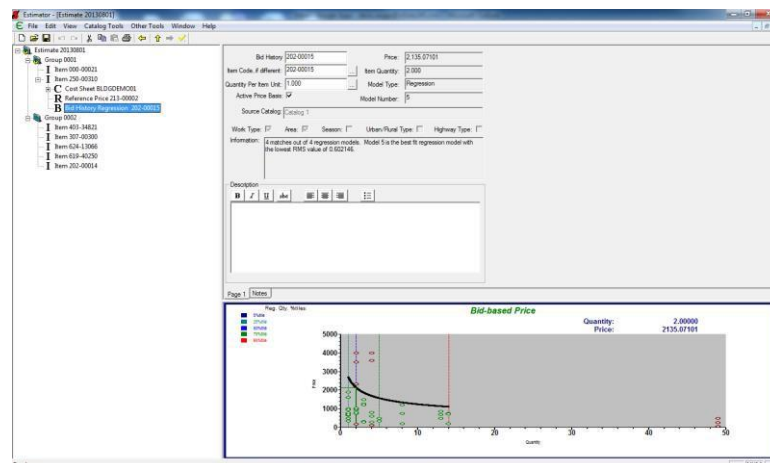 Estimator - [Estimate 20130801]
File Edit View Catalog Tools Other Tools Window Help
Estimate 20130801
Group 0001
Item 000-00021
Item 250-00310
Cost Sheet BLDGDEMO01
Reference Price 213-00002
Bid History Regression: 202-00015
Group 0002
Item 403-34821
Item 307-00300
Item 624-13066
Item 619-40250
Item 202-00014
Bid History 202-00015 Price: 2,135.07101
Item Code, if different: 202-00015 ... Item Quantity: 2.000
Quantity Per Item Unit: 1.000 ... Model Type: Regression
Active Price Basis: Model Number: 5
Source Catalog: Catalog 1
Work Type: Area: Season: Urban/Rural Type: Highway Type:
Information: 4 matches out of 4 regression models. Model 5 is the best fit regression model with
the lowest RMS value of 0.602146.
Description
B I U abc
Page 1 Notes
Reg. Qty. %tiles
Bid-based Price
Quantity: 2.00000
Price: 2135.07101
5000
4000
3000
2000
1000
0
0 10 20 30 40 50
Price
Quantity